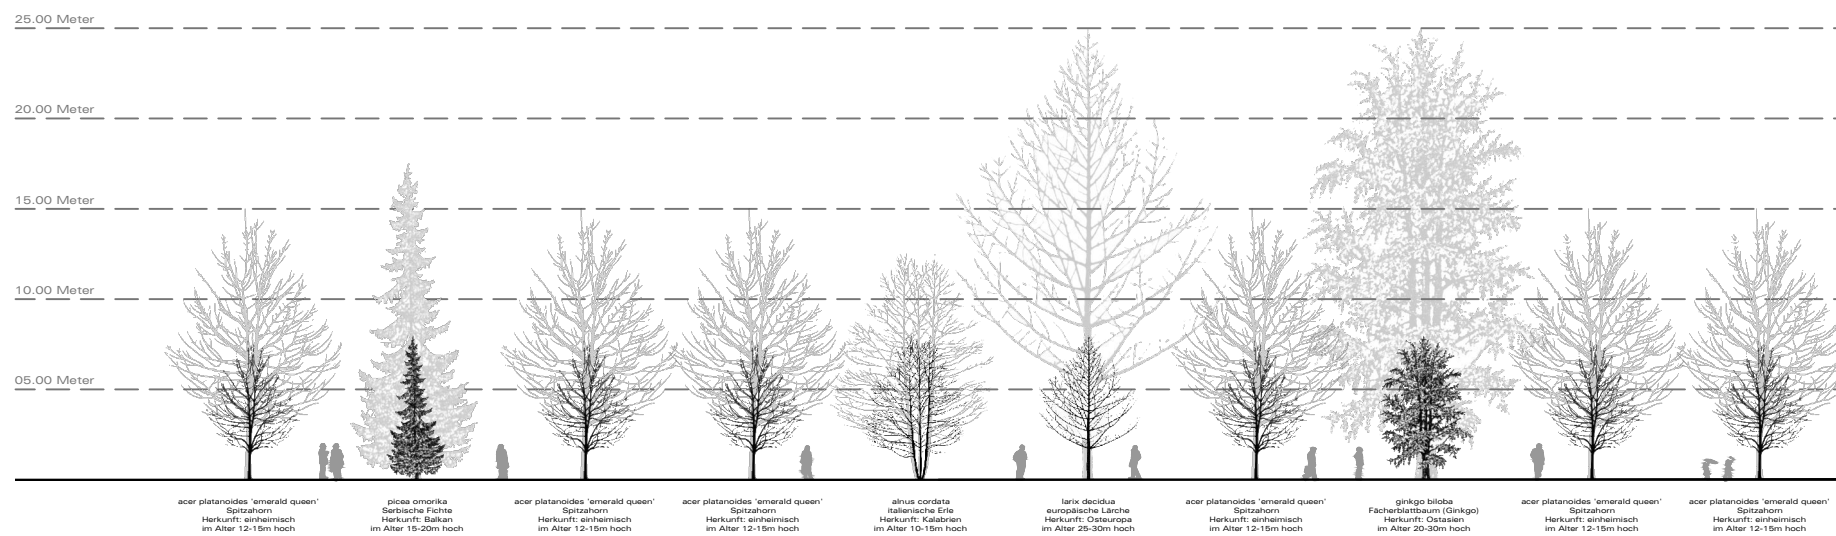 25.00 Meter
20.00 Meter
15.00 Meter
10.00 Meter
05.00 Meter
acer platanoides 'emerald queen'
Spitzahorn
Herkunft: einheimisch
im Alter 12-15m hoch
picea omorika
Serbische Fichte
Herkunft: Balkan
im Alter 15-20m hoch
acer platanoides 'emerald queen'
Spitzahorn
Herkunft: einheimisch
im Alter 12-15m hoch
acer platanoides 'emerald queen'
Spitzahorn
Herkunft: einheimisch
im Alter 12-15m hoch
alnus cordata
italienische Erle
Herkunft: Kalabrien
im Alter 10-15m hoch
larix decidua
europäische Lärche
Herkunft: Osteuropa
im Alter 25-30m hoch
acer platanoides 'emerald queen'
Spitzahorn
Herkunft: einheimisch
im Alter 12-15m hoch
ginkgo biloba
Fächerblattbaum (Ginkgo)
Herkunft: Ostasien
im Alter 20-30m hoch
acer platanoides 'emerald queen'
Spitzahorn
Herkunft: einheimisch
im Alter 12-15m hoch
acer platanoides 'emerald queen'
Spitzahorn
Herkunft: einheimisch
im Alter 12-15m hoch